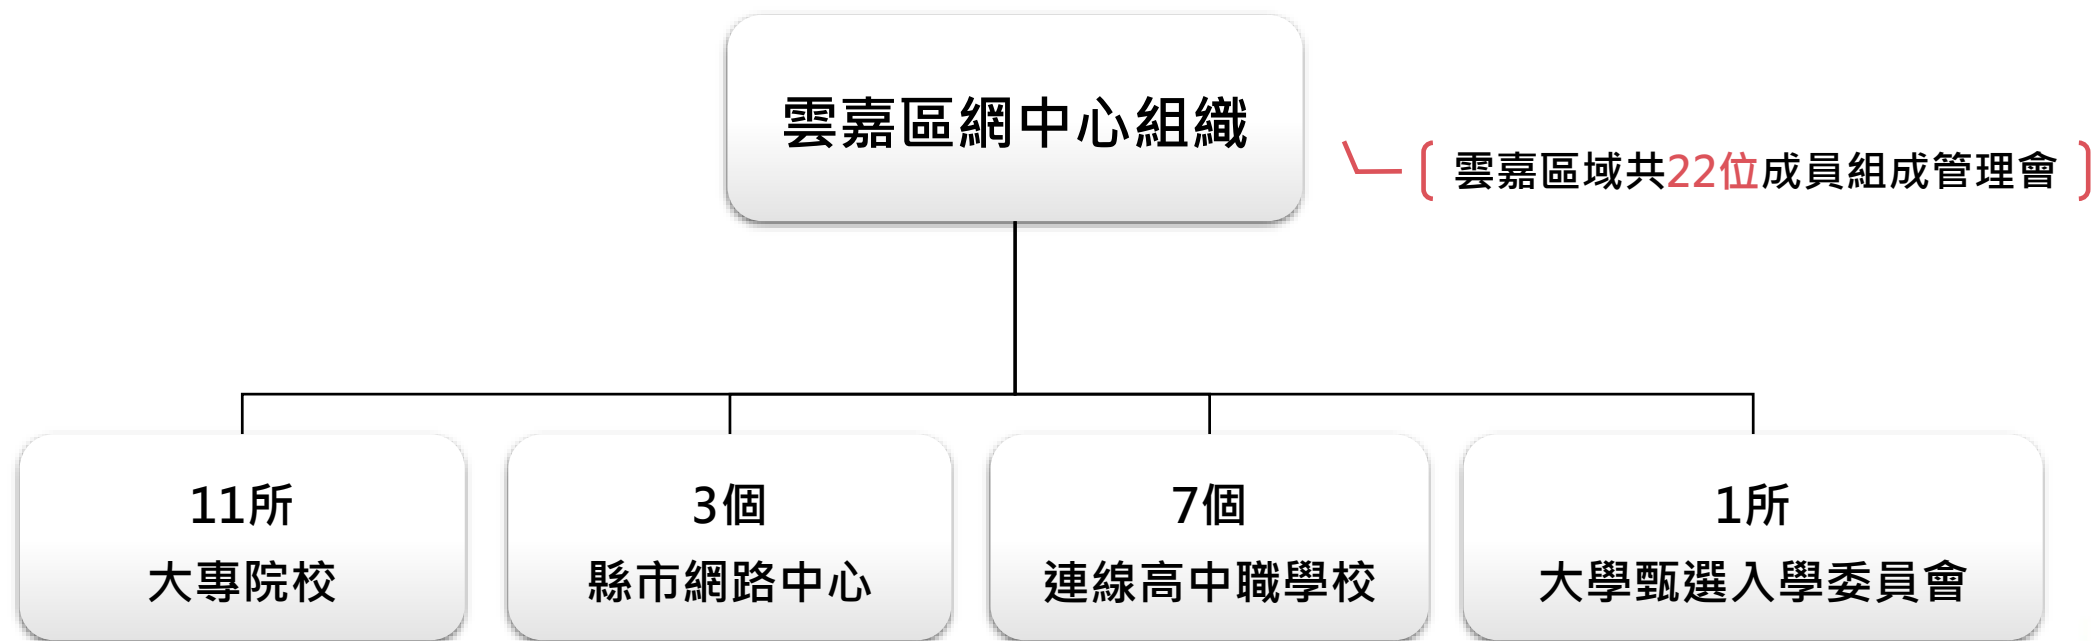 雲嘉區網中心組織
雲嘉區域共22位成員組成管理會
11所
大專院校
3個
縣市網路中心
7個
連線高中職學校
1所
大學甄選入學委員會